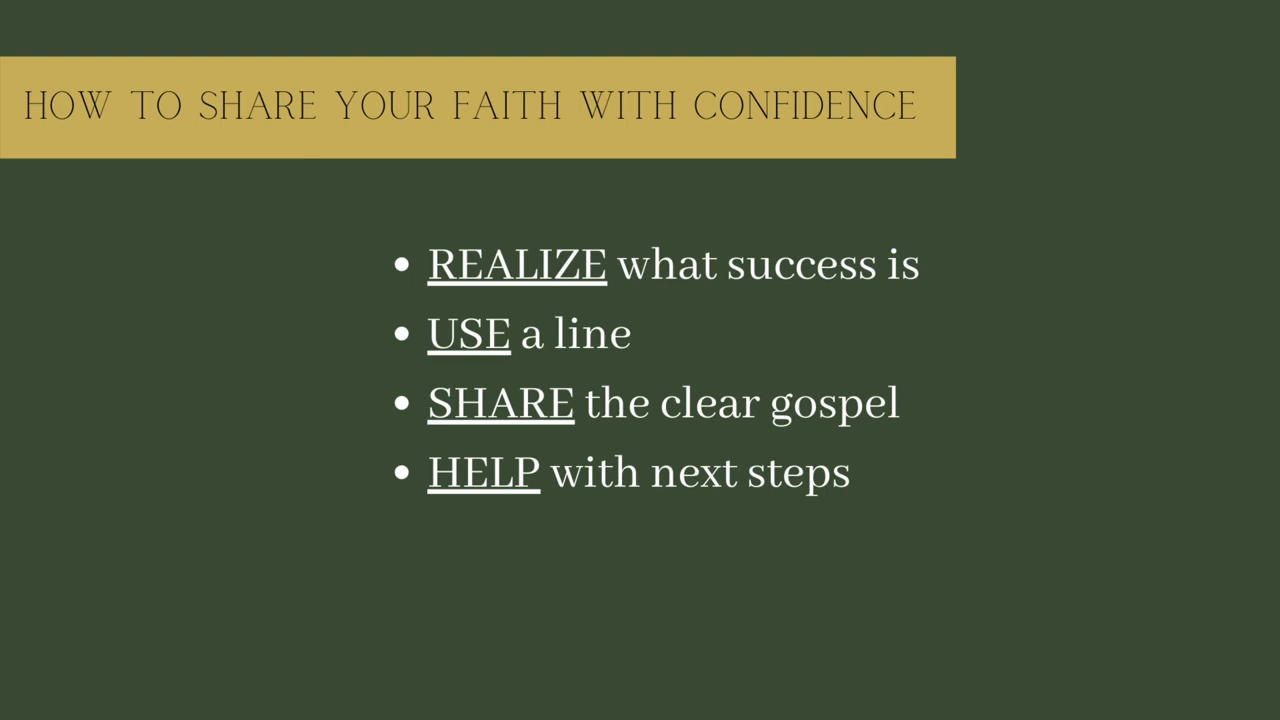 HOW TO SHARE YOUR FAITH WITH CONFIDENCE
• REALIZE what success is
• USE a line
• SHARE the clear gospel
• HELP with next steps